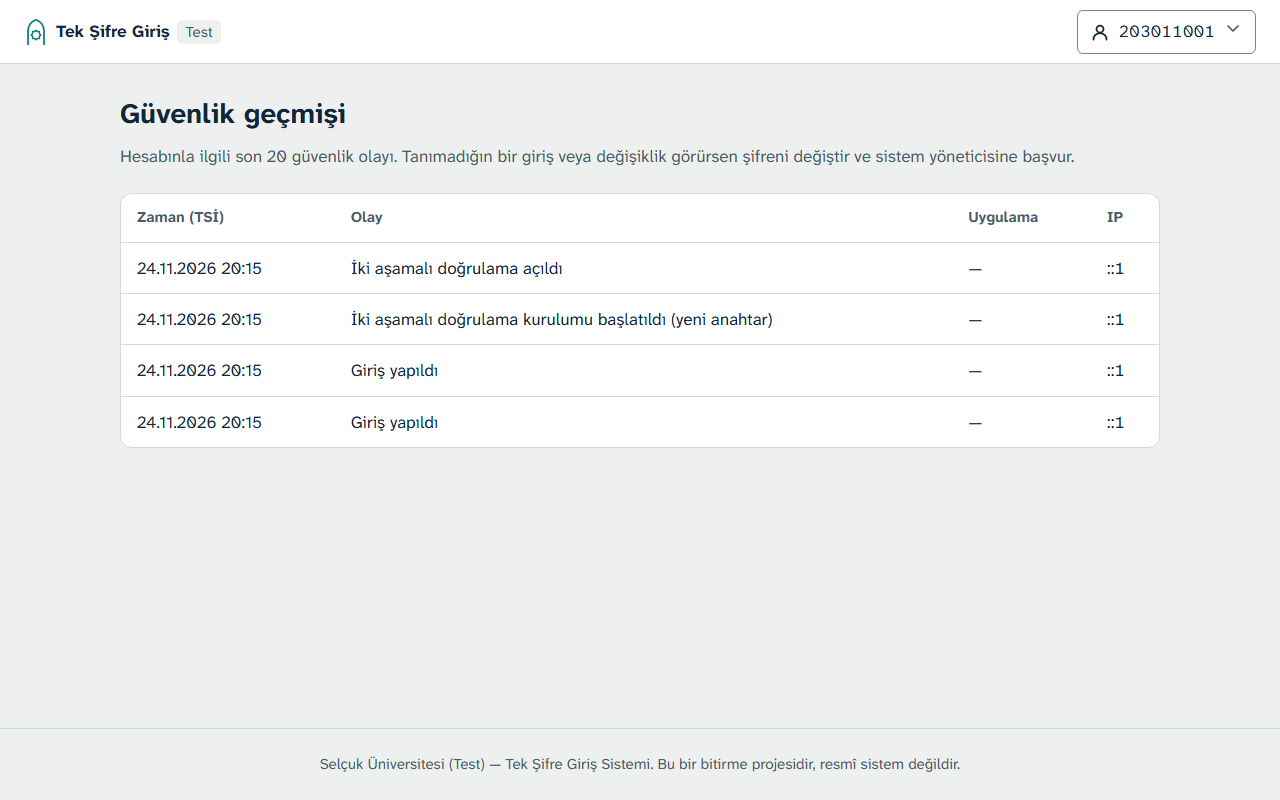 Tek Şifre Giriş Test 203011001
Güvenlik geçmişi
Hesabınla ilgili son 20 güvenlik olayı. Tanımadığın bir giriş veya değişiklik görürsen şifreni değiştir ve sistem yöneticisine başvur.
Zaman (TSİ) Olay Uygulama IP
24.11.2026 20:15 İki aşamalı doğrulama açıldı — ::1
24.11.2026 20:15 İki aşamalı doğrulama kurulumu başlatıldı (yeni anahtar) — ::1
24.11.2026 20:15 Giriş yapıldı — ::1
24.11.2026 20:15 Giriş yapıldı — ::1
Selçuk Üniversitesi (Test) — Tek Şifre Giriş Sistemi. Bu bir bitirme projesidir, resmî sistem değildir.